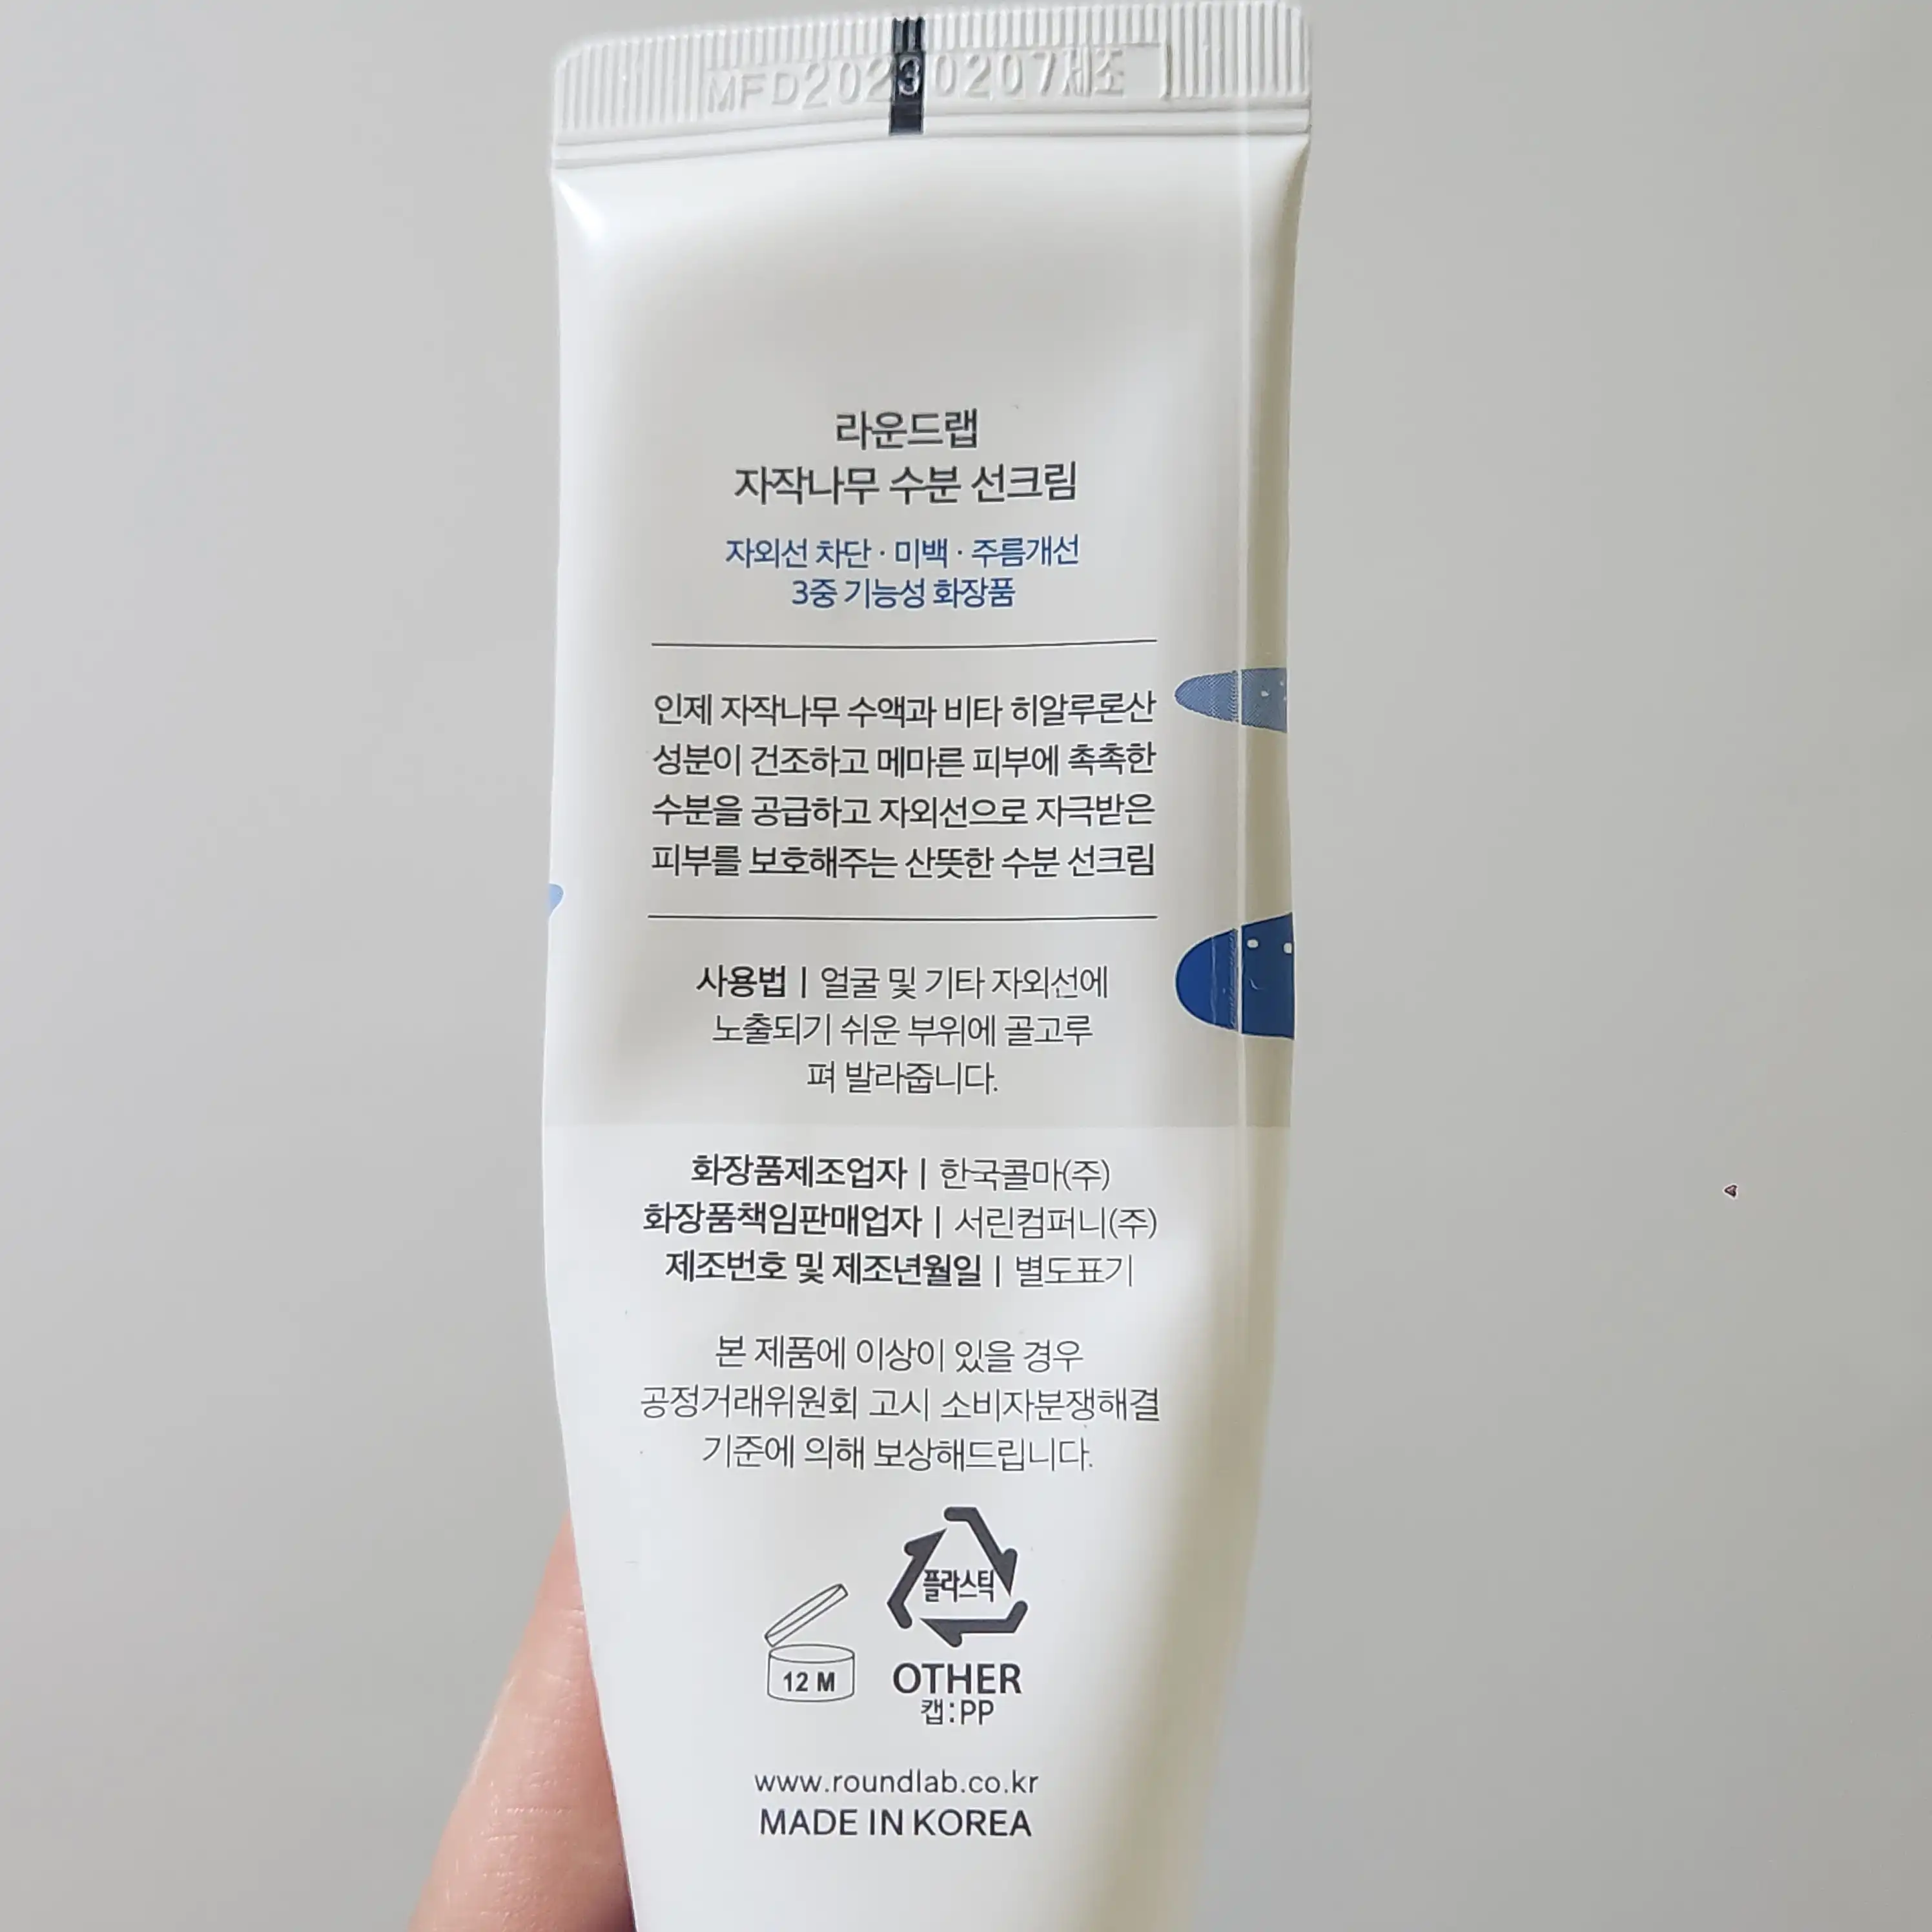 MFD20230207제조
라운드랩
자작나무 수분 선크림
자외선 차단 · 미백 · 주름개선
3중 기능성 화장품
인제 자작나무 수액과 비타 히알루론산
성분이 건조하고 메마른 피부에 촉촉한
수분을 공급하고 자외선으로 자극받은
피부를 보호해주는 산뜻한 수분 선크림
사용법 | 얼굴 및 기타 자외선에
노출되기 쉬운 부위에 골고루
펴 발라줍니다.
화장품제조업자 | 한국콜마(주)
화장품책임판매업자 | 서린컴퍼니(주)
제조번호 및 제조년월일 | 별도표기
본 제품에 이상이 있을 경우
공정거래위원회 고시 소비자분쟁해결
기준에 의해 보상해드립니다.
플라스틱
12 M
OTHER
캡:PP
www.roundlab.co.kr
MADE IN KOREA